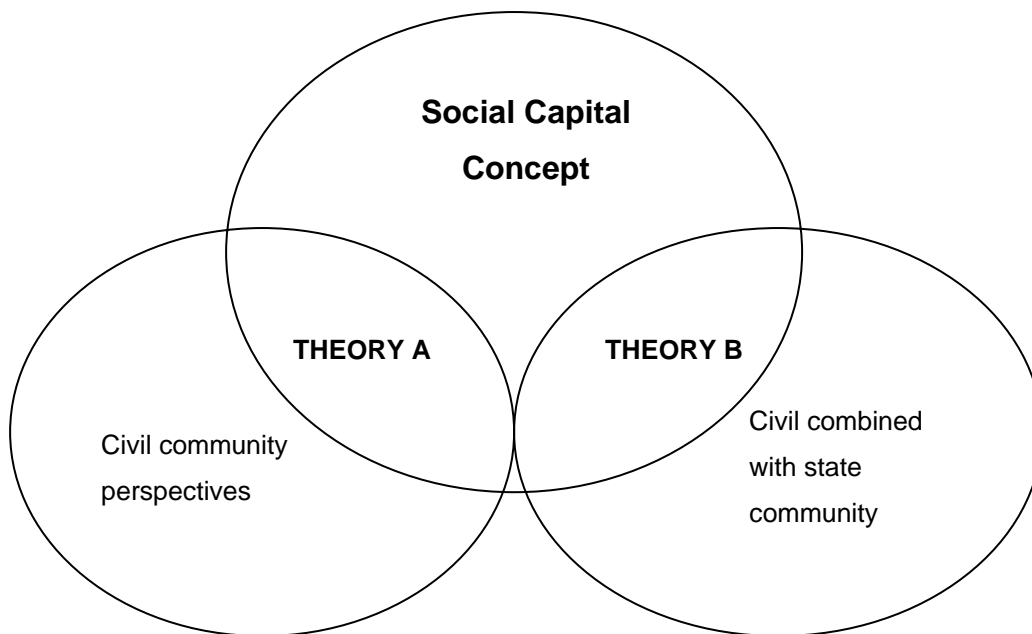 Social Capital
Concept
THEORY A
THEORY B
Civil community
perspectives
Civil combined
with state
community